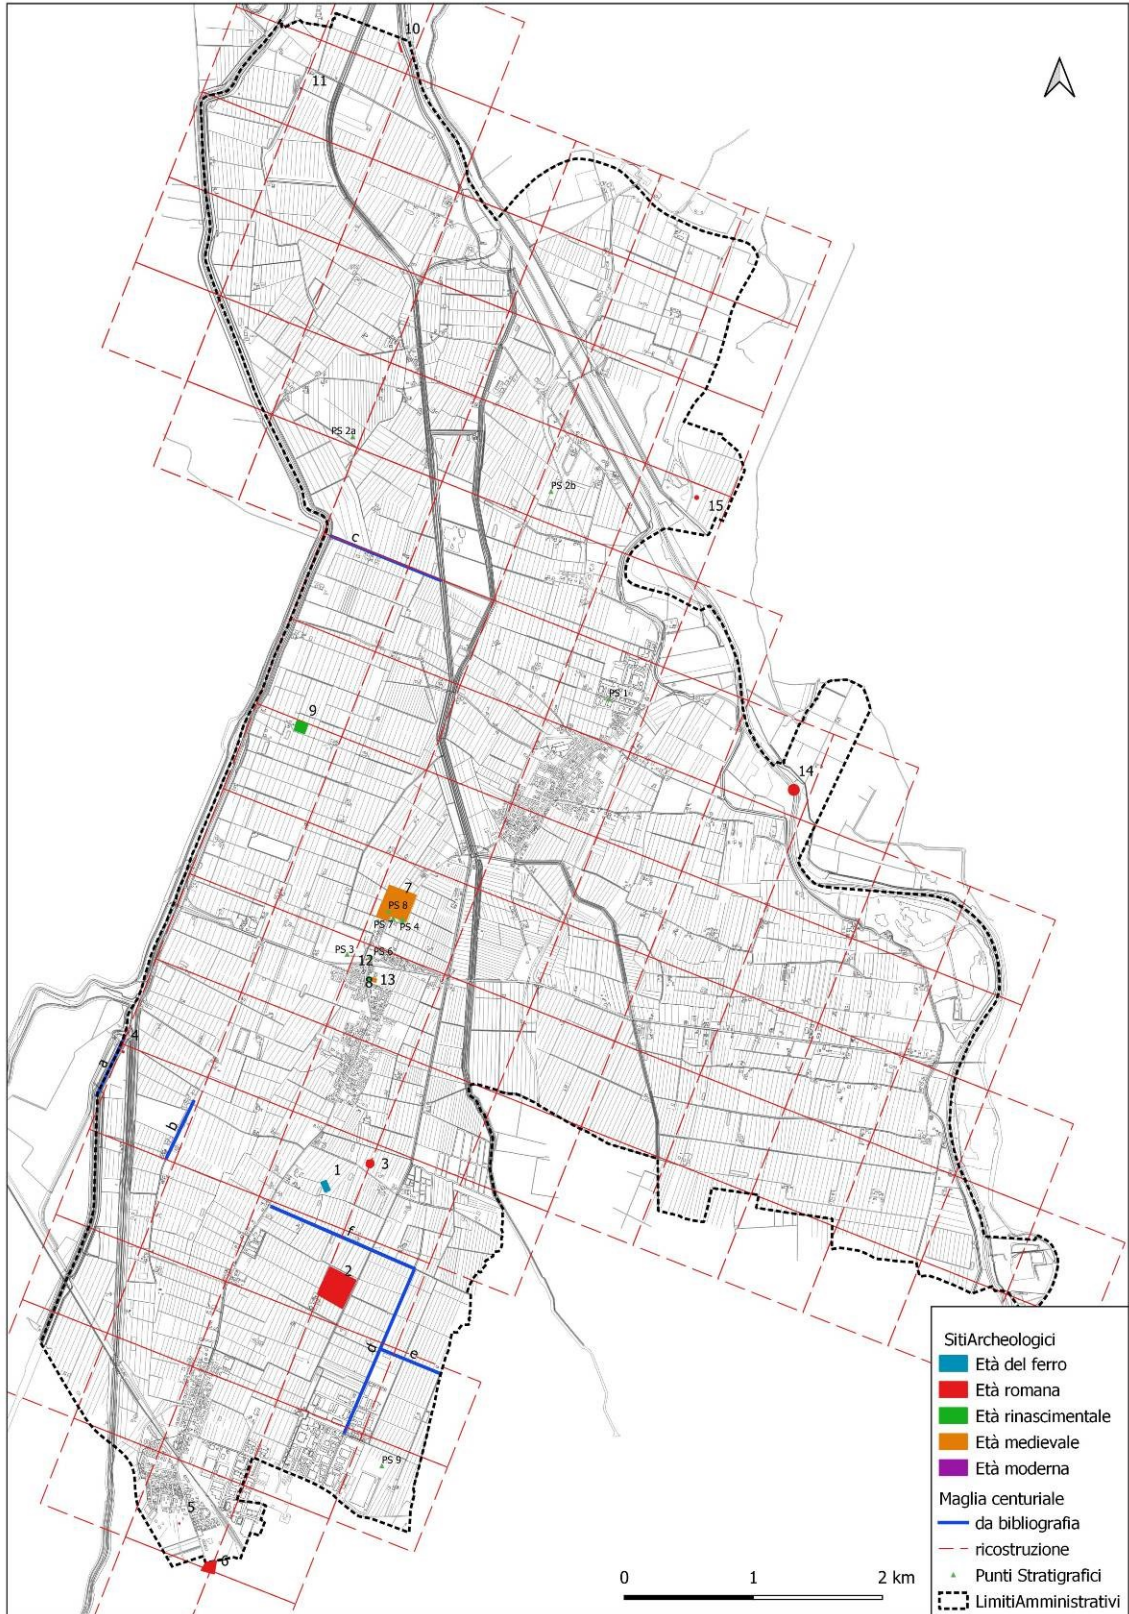 10
11
PS 2a
PS 2b
15
c
PS 1
9
14
7
PS 8
PS 7
PS 4
PS 3
PS 6
12
8
13
4
a
b
1
3
f
2
d
e
PS 9
5
6
SitiArcheologici
Età del ferro
Età romana
Età rinascimentale
Età medievale
Età moderna
Maglia centuriale
da bibliografia
ricostruzione
Punti Stratigrafici
LimitiAmministrativi
0 1 2 km